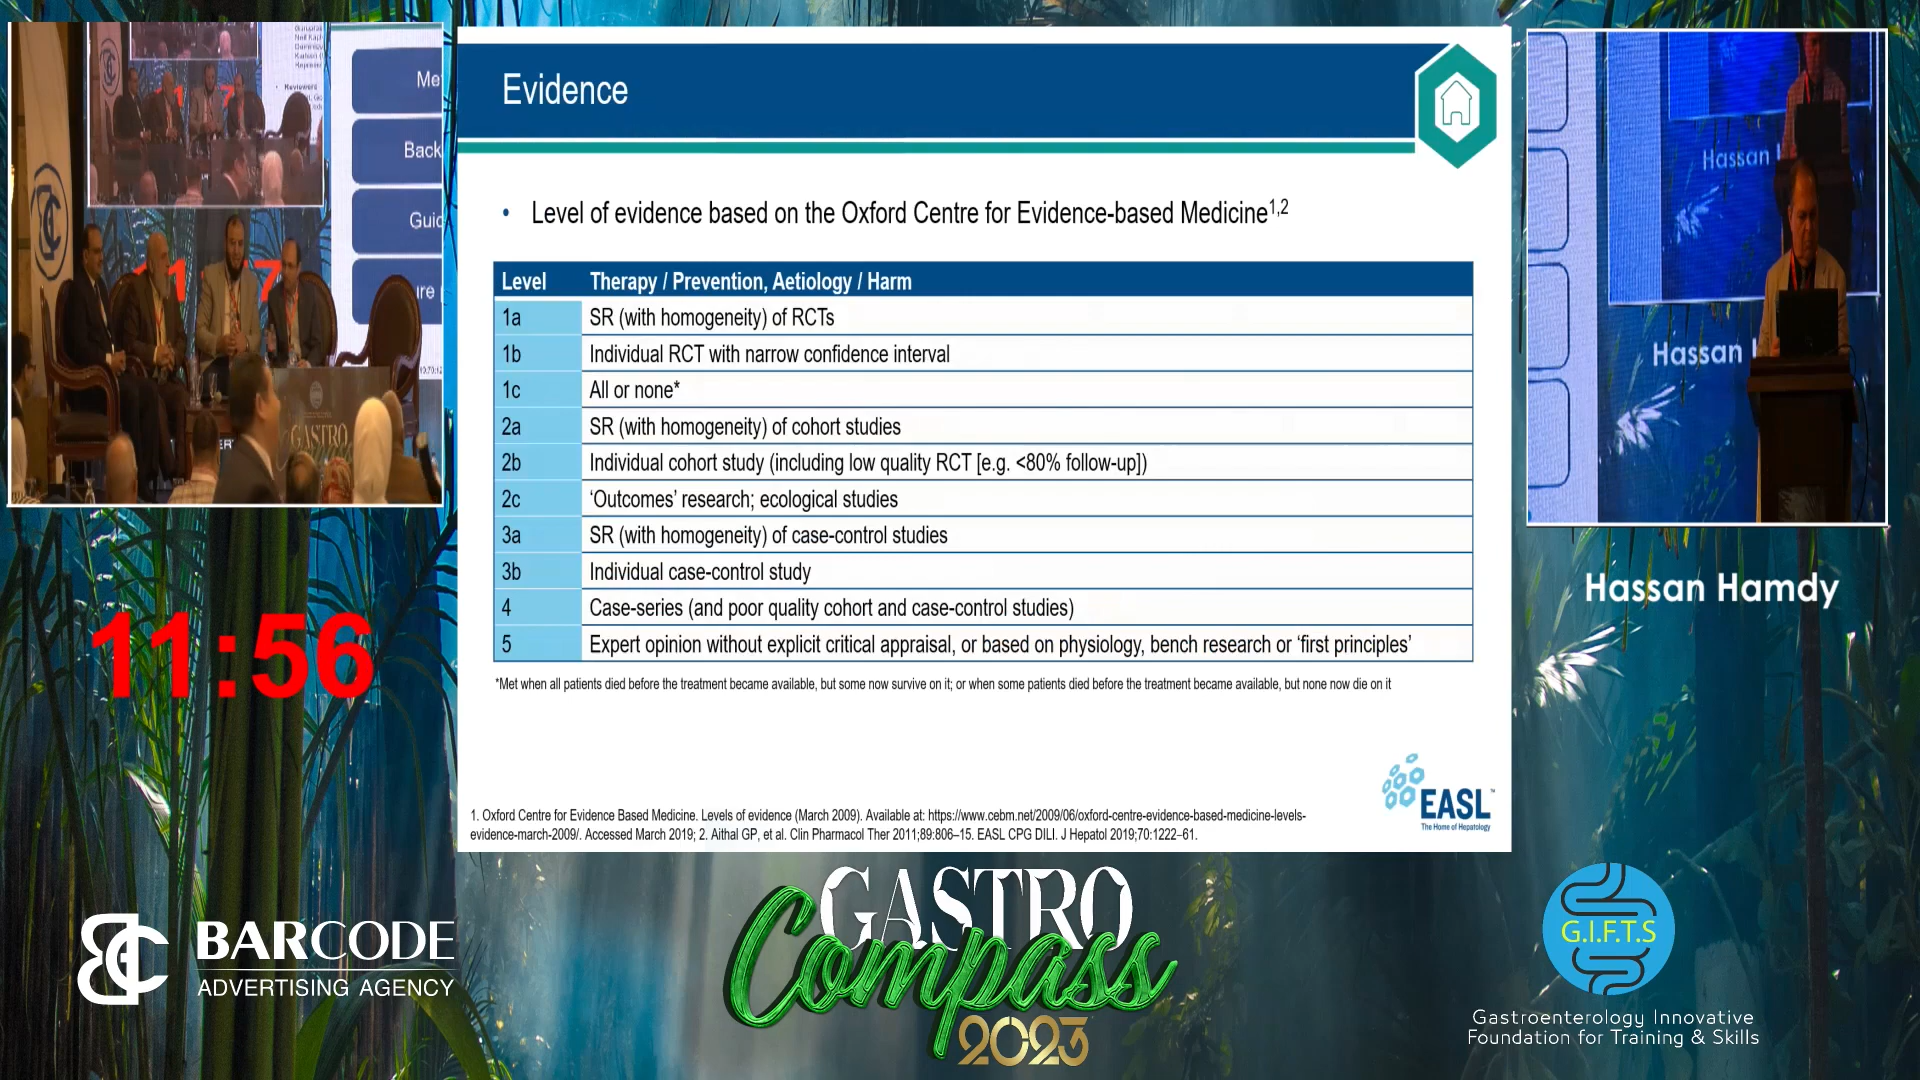 Evidence
• Level of evidence based on the Oxford Centre for Evidence-based Medicine1,2
Level Therapy / Prevention, Aetiology / Harm
1a SR (with homogeneity) of RCTs
1b Individual RCT with narrow confidence interval
1c All or none*
2a SR (with homogeneity) of cohort studies
2b Individual cohort study (including low quality RCT [e.g. <80% follow-up])
2c ‘Outcomes’ research; ecological studies
3a SR (with homogeneity) of case-control studies
3b Individual case-control study
4 Case-series (and poor quality cohort and case-control studies)
5 Expert opinion without explicit critical appraisal, or based on physiology, bench research or ‘first principles’
*Met when all patients died before the treatment became available, but some now survive on it; or when some patients died before the treatment became available, but none now die on it
EASL™
The Home of Hepatology
1. Oxford Centre for Evidence Based Medicine. Levels of evidence (March 2009). Available at: https://www.cebm.net/2009/06/oxford-centre-evidence-based-medicine-levels-
evidence-march-2009/. Accessed March 2019; 2. Aithal GP, et al. Clin Pharmacol Ther 2011;89:806–15. EASL CPG DILI. J Hepatol 2019;70:1222–61.
Back
GASTRO
Hassan
Hassan
Hassan Hamdy
11:56
BARCODE
ADVERTISING AGENCY
GASTRO
Compass
2023
G.I.F.T.S
Gastroenterology Innovative
Foundation for Training & Skills